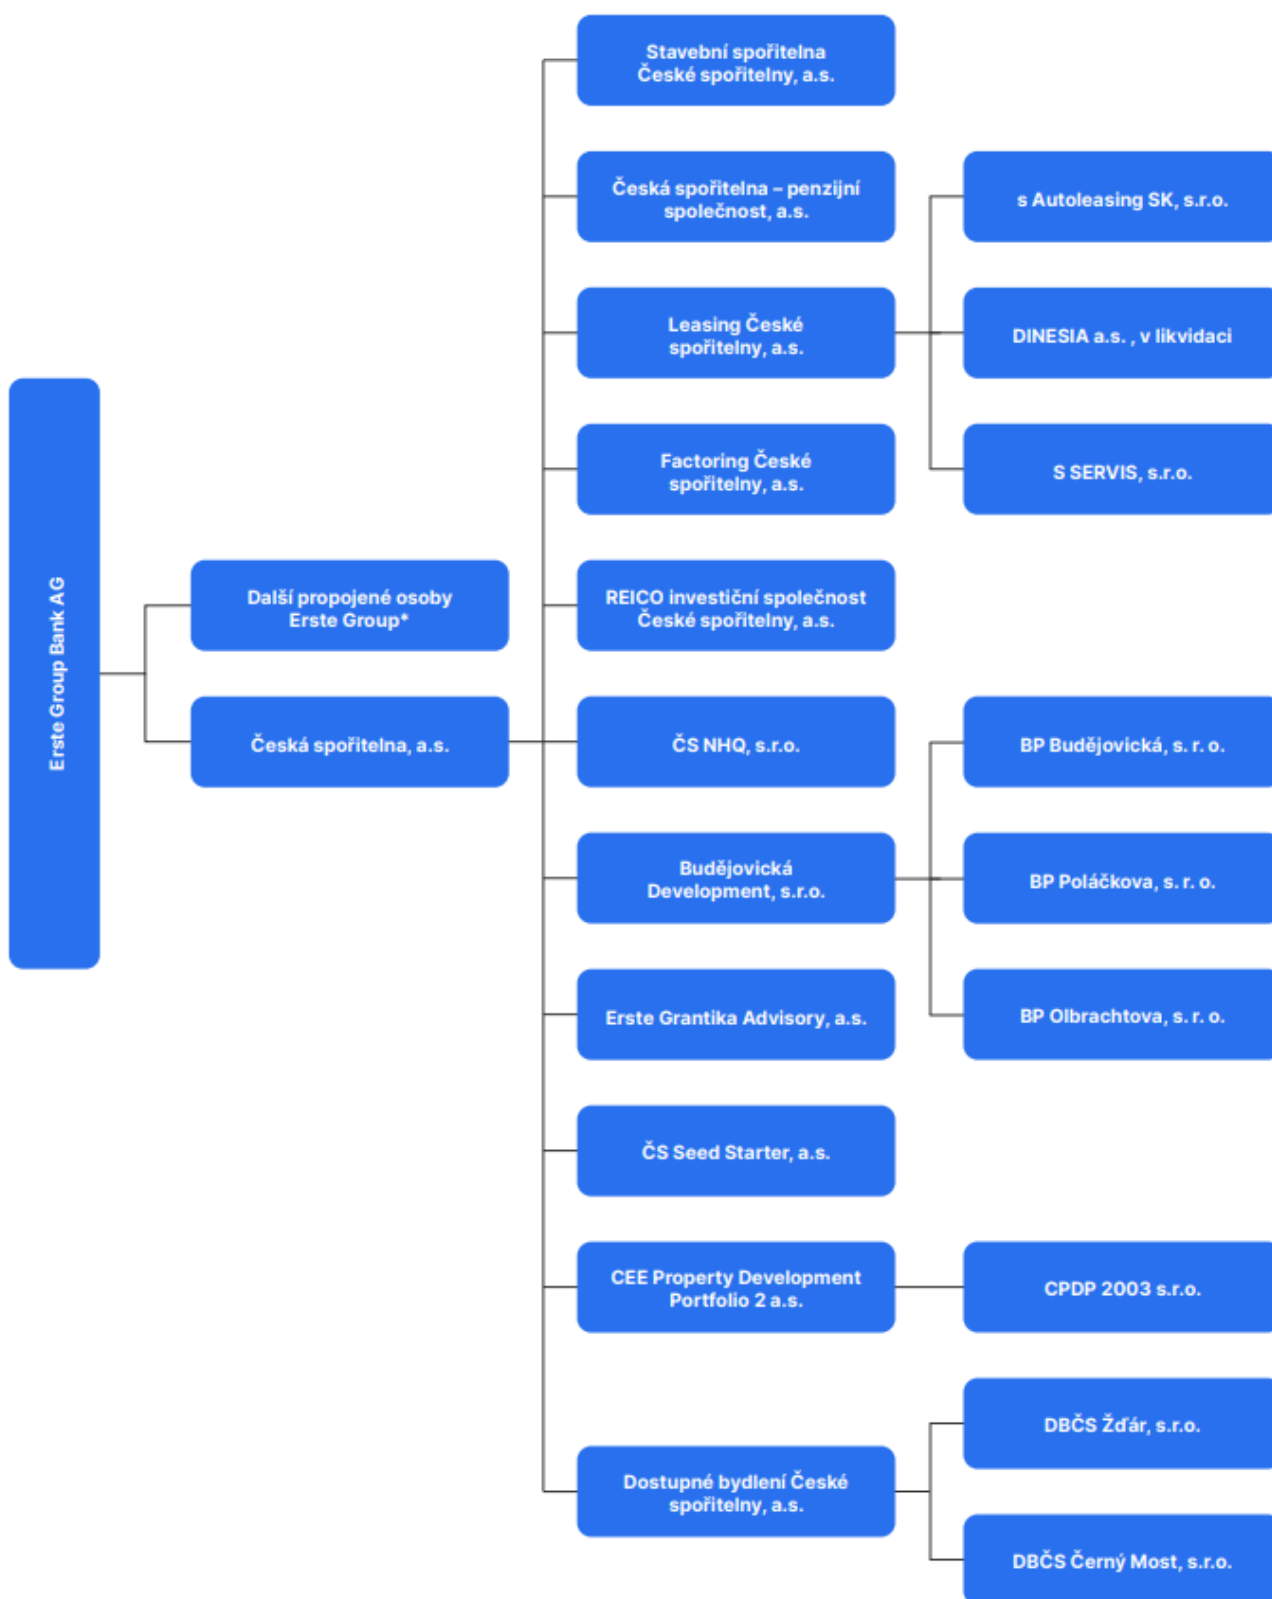 Erste Group Bank AG
Další propojené osoby
Erste Group*
Česká spořitelna, a.s.
Stavební spořitelna
České spořitelny, a.s.
Česká spořitelna – penzijní
společnost, a.s.
Leasing České
spořitelny, a.s.
s Autoleasing SK, s.r.o.
DINESIA a.s. , v likvidaci
S SERVIS, s.r.o.
Factoring České
spořitelny, a.s.
REICO investiční společnost
České spořitelny, a.s.
ČS NHQ, s.r.o.
Budějovická
Development, s.r.o.
BP Budějovická, s. r. o.
BP Poláčkova, s. r. o.
BP Olbrachtova, s. r. o.
Erste Grantika Advisory, a.s.
ČS Seed Starter, a.s.
CEE Property Development
Portfolio 2 a.s.
CPDP 2003 s.r.o.
Dostupné bydlení České
spořitelny, a.s.
DBČS Žďár, s.r.o.
DBČS Černý Most, s.r.o.